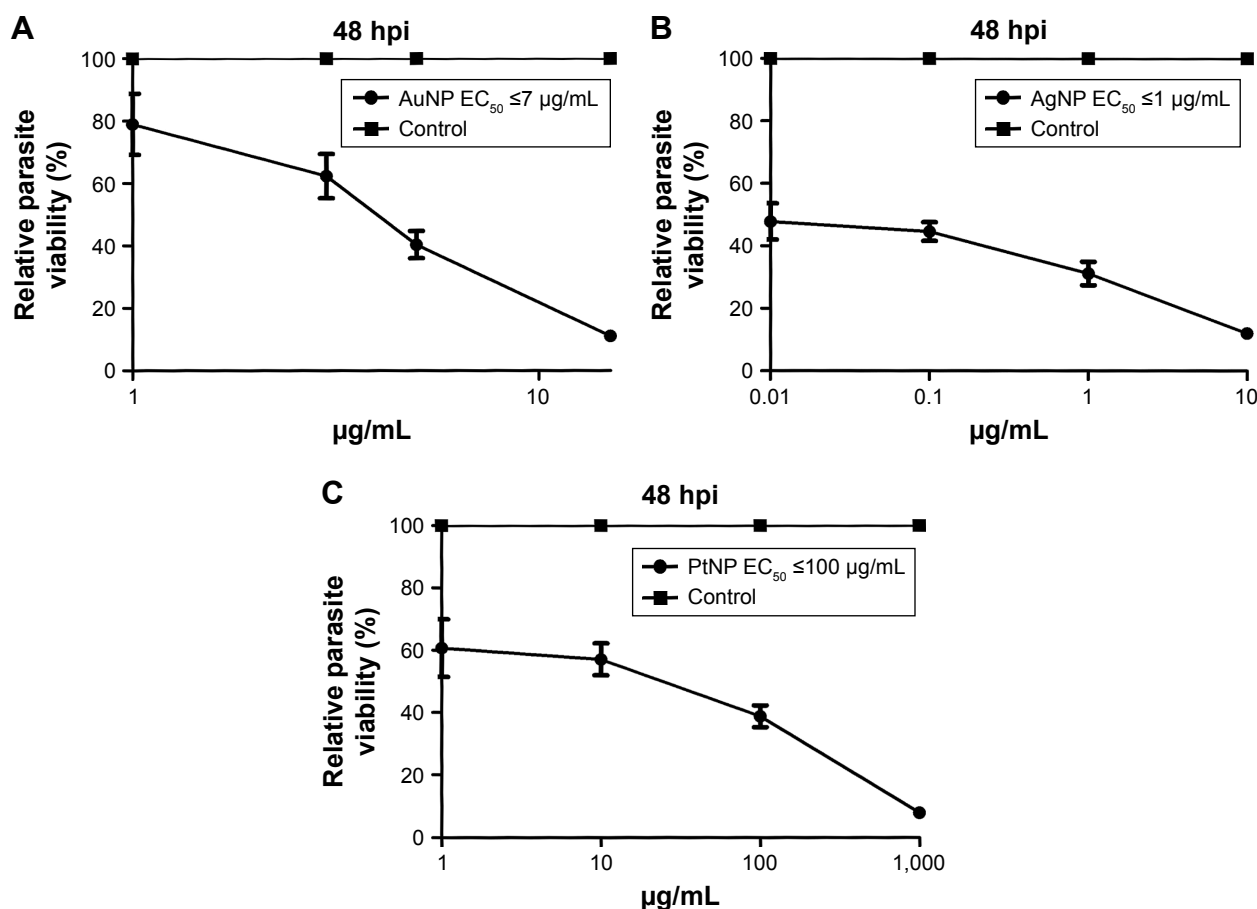 A
48 hpi
100
80
60
40
20
0
Relative parasite
viability (%)
AuNP EC₅₀ ≤7 µg/mL
Control
1
10
µg/mL
B
48 hpi
100
80
60
40
20
0
Relative parasite
viability (%)
AgNP EC₅₀ ≤1 µg/mL
Control
0.01
0.1
1
10
µg/mL
C
48 hpi
100
80
60
40
20
0
Relative parasite
viability (%)
PtNP EC₅₀ ≤100 µg/mL
Control
1
10
100
1,000
µg/mL